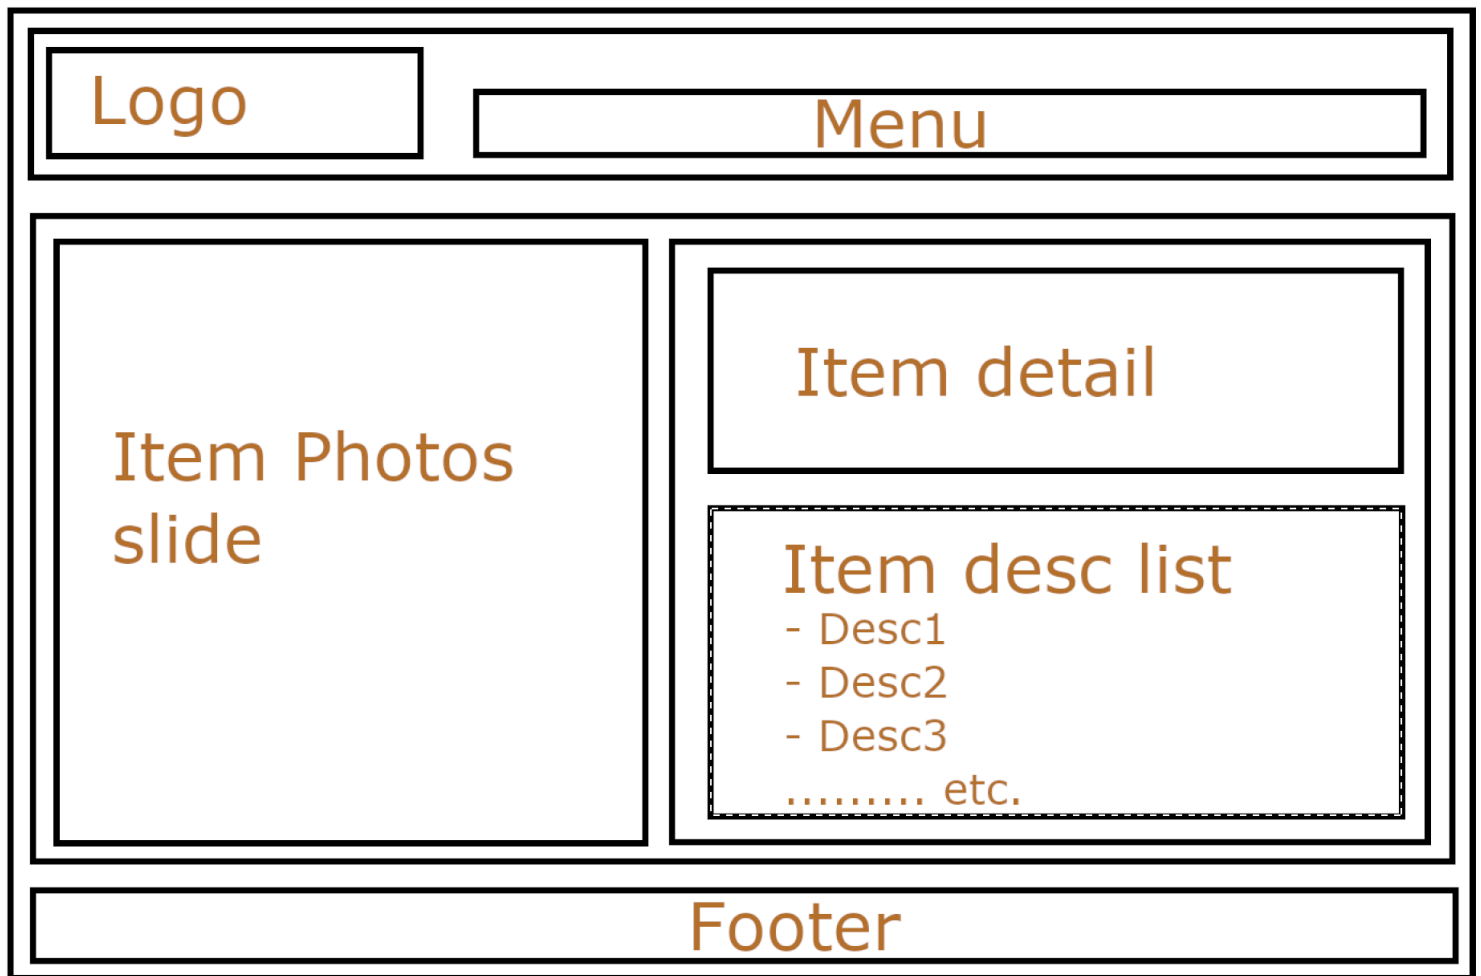 Logo
Menu
Item Photos
slide
Item detail
Item desc list
- Desc1
- Desc2
- Desc3
......... etc.
Footer